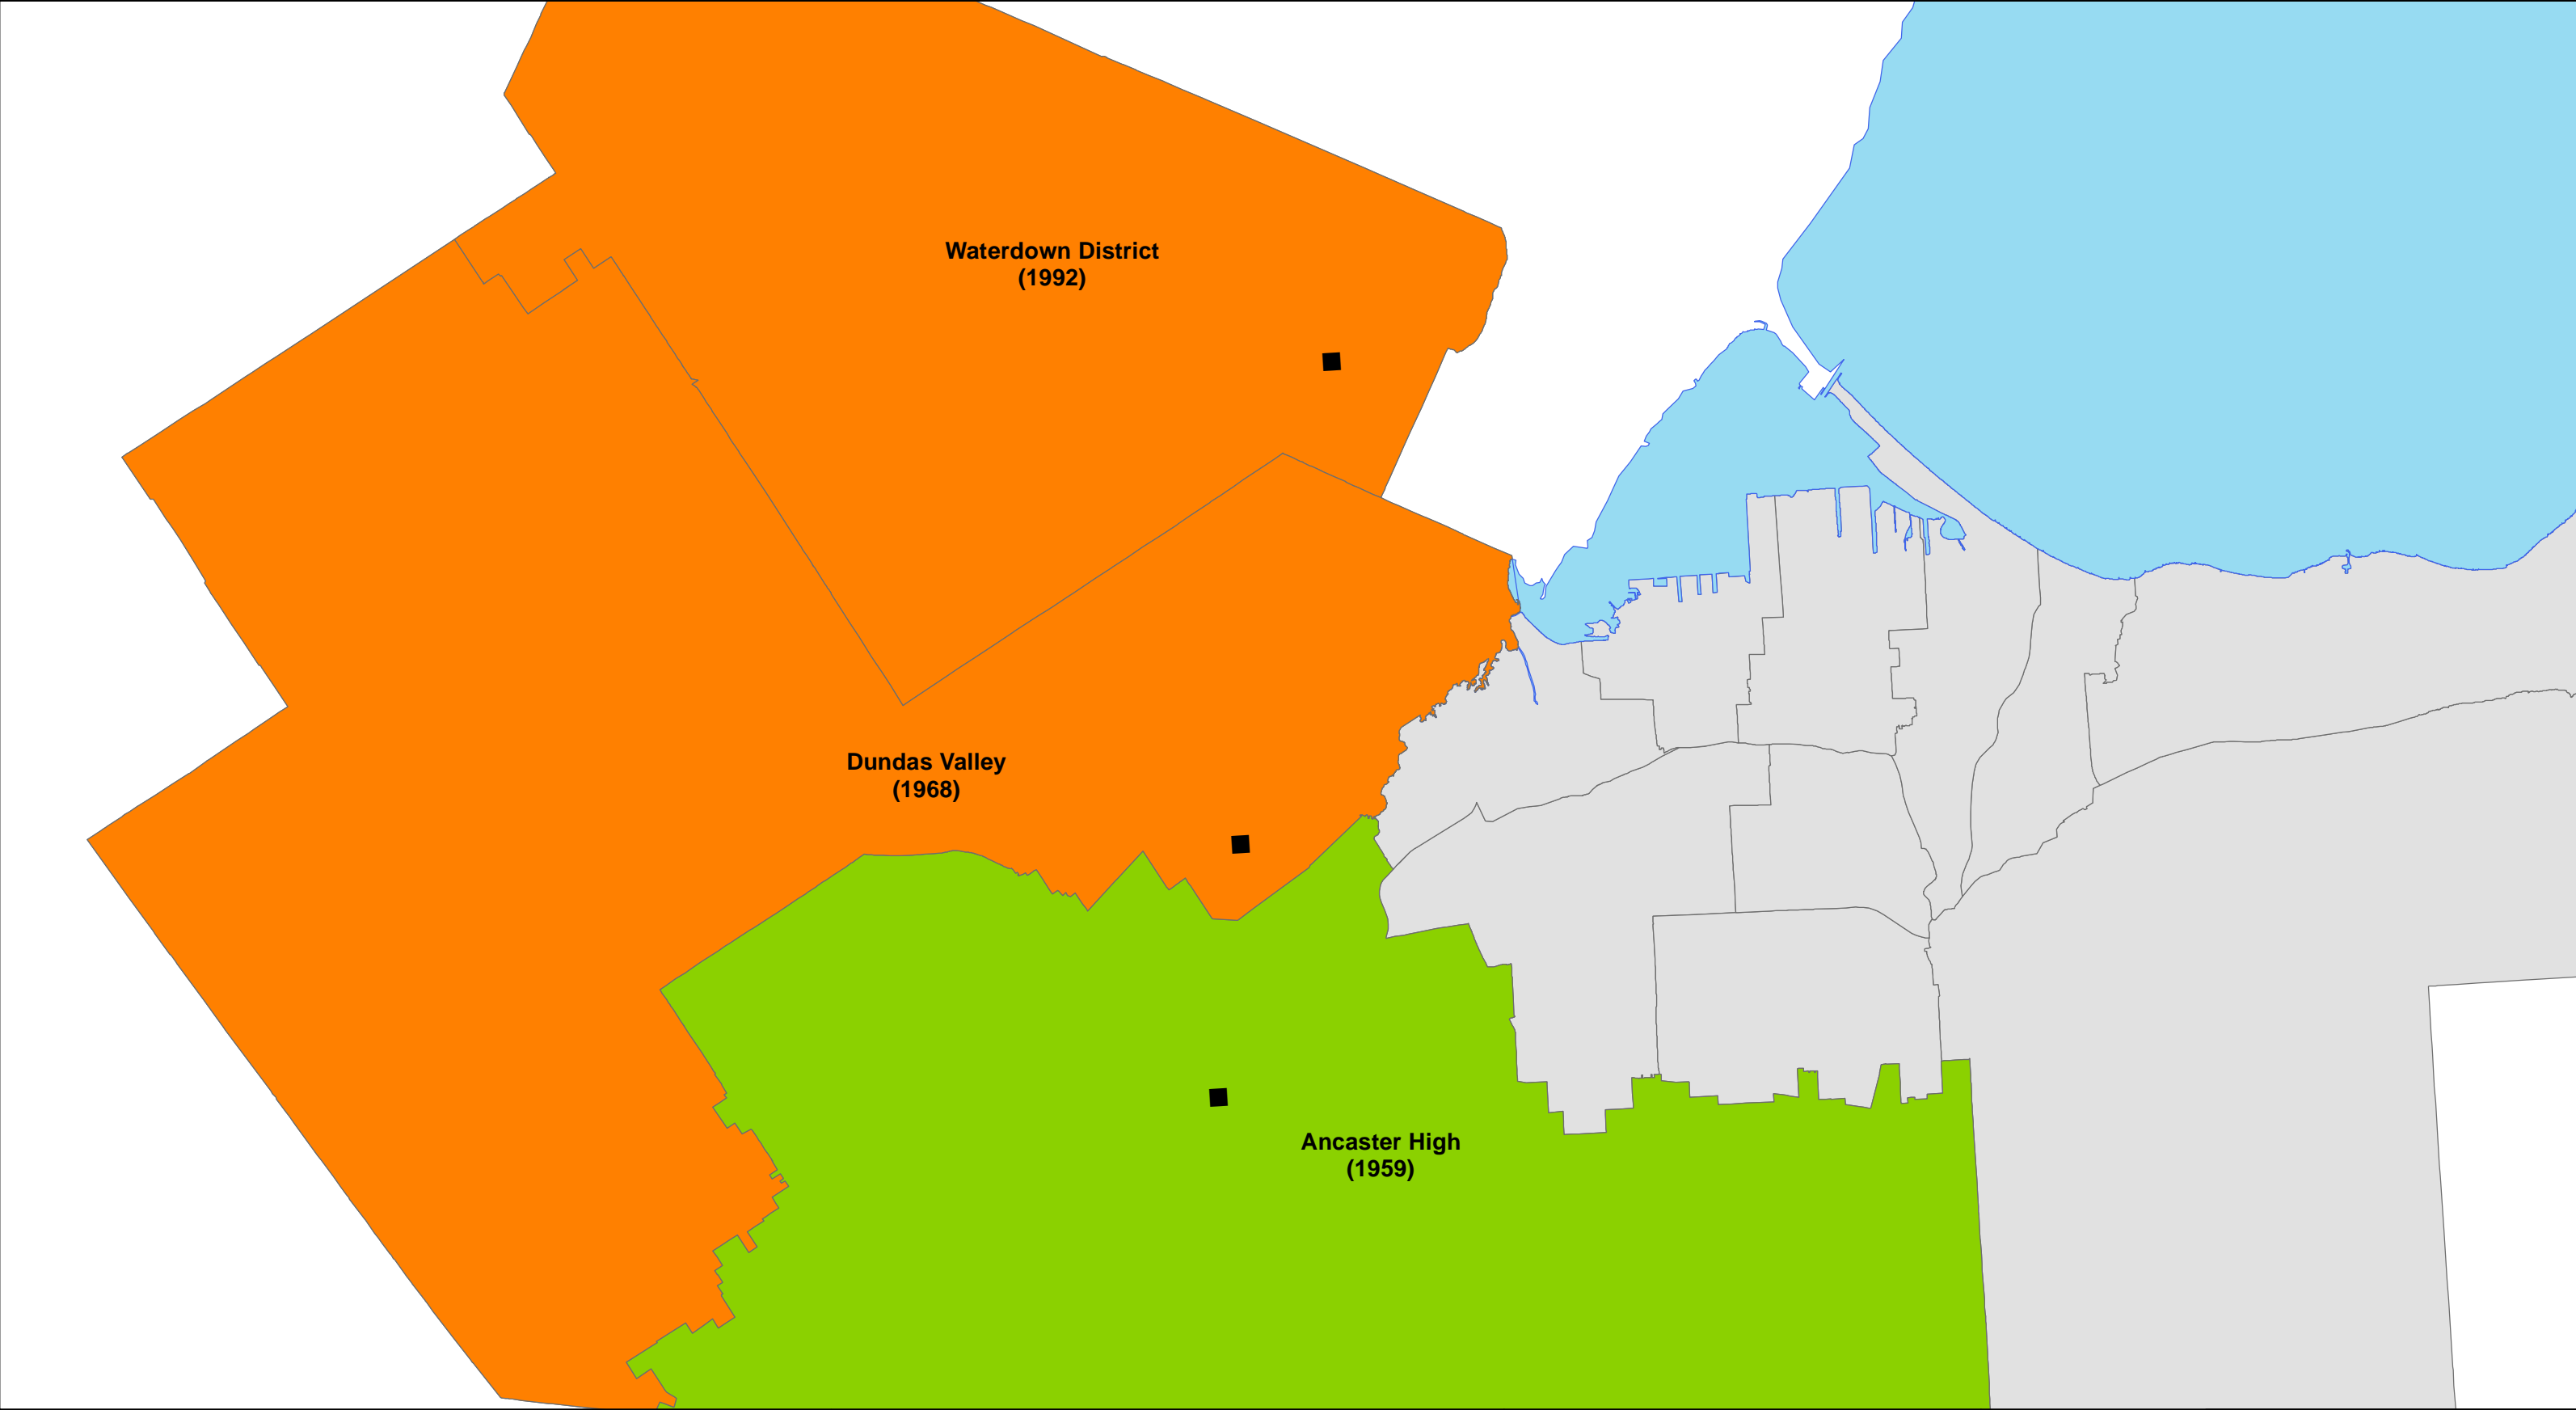 Waterdown District
(1992)
Dundas Valley
(1968)
Ancaster High
(1959)